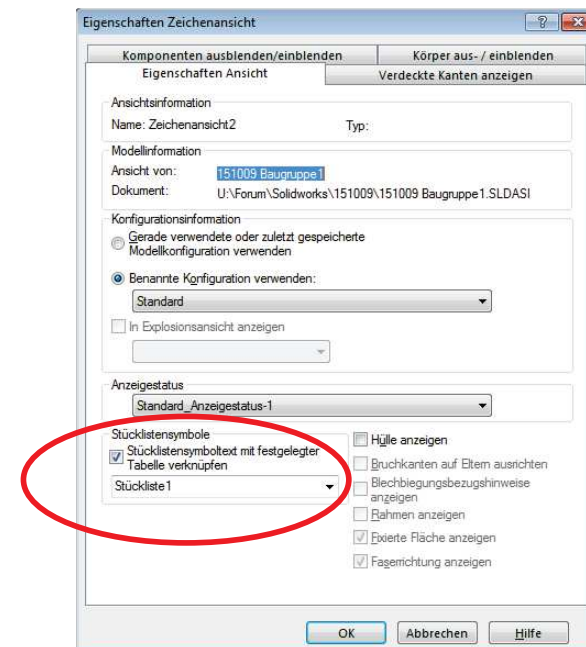 Eigenschaften Zeichenansicht
Komponenten ausblenden/einblenden
Körper aus- / einblenden
Eigenschaften Ansicht
Verdeckte Kanten anzeigen
Ansichtsinformation
Name: Zeichenansicht2
Typ:
Modellinformation
Ansicht von:
151009 Baugruppe1
Dokument:
U:\Forum\Solidworks\151009\151009 Baugruppe1.SLDAS
Konfigurationsinformation
Gerade verwendete oder zuletzt gespeicherte
Modellkonfiguration verwenden
Benannte Konfiguration verwenden:
Standard
In Explosionsansicht anzeigen
Anzeigestatus
Standard_Anzeigestatus-1
Stücklistensymbole
Stücklistensymboltext mit festgelegter
Tabelle verknüpfen
Stückliste1
Hülle anzeigen
Bruchkanten auf Eltern ausrichten
Blechbiegungsbezugshinweise
anzeigen
Rahmen anzeigen
Fixierte Fläche anzeigen
Faserrichtung anzeigen
OK
Abbrechen
Hilfe